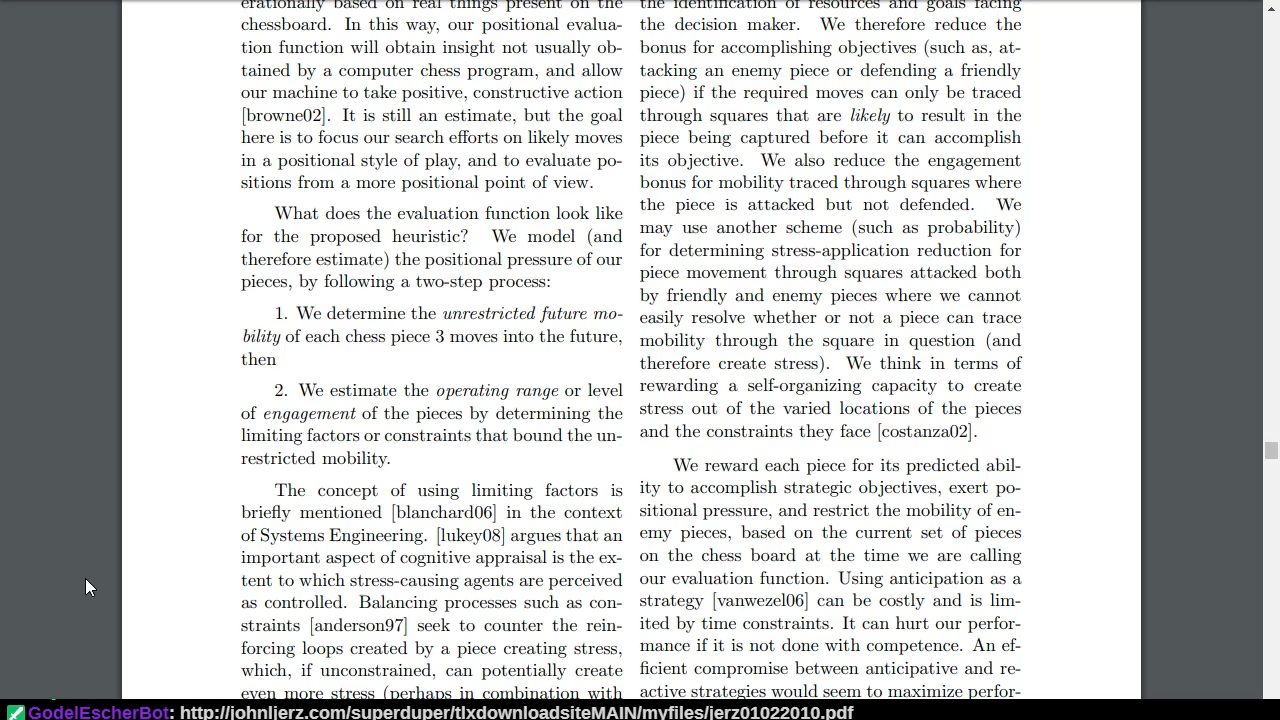 erationally based on real things present on the
chessboard. In this way, our positional evalua-
tion function will obtain insight not usually ob-
tained by a computer chess program, and allow
our machine to take positive, constructive action
[browne02]. It is still an estimate, but the goal
here is to focus our search efforts on likely moves
in a positional style of play, and to evaluate po-
sitions from a more positional point of view.
What does the evaluation function look like
for the proposed heuristic? We model (and
therefore estimate) the positional pressure of our
pieces, by following a two-step process:
1. We determine the unrestricted future mo-
bility of each chess piece 3 moves into the future,
then
2. We estimate the operating range or level
of engagement of the pieces by determining the
limiting factors or constraints that bound the un-
restricted mobility.
The concept of using limiting factors is
briefly mentioned [blanchard06] in the context
of Systems Engineering. [lukey08] argues that an
important aspect of cognitive appraisal is the ex-
tent to which stress-causing agents are perceived
as controlled. Balancing processes such as con-
straints [anderson97] seek to counter the rein-
forcing loops created by a piece creating stress,
which, if unconstrained, can potentially create
even more stress (perhaps in combination with
the identification of resources and goals facing
the decision maker. We therefore reduce the
bonus for accomplishing objectives (such as, at-
tacking an enemy piece or defending a friendly
piece) if the required moves can only be traced
through squares that are likely to result in the
piece being captured before it can accomplish
its objective. We also reduce the engagement
bonus for mobility traced through squares where
the piece is attacked but not defended. We
may use another scheme (such as probability)
for determining stress-application reduction for
piece movement through squares attacked both
by friendly and enemy pieces where we cannot
easily resolve whether or not a piece can trace
mobility through the square in question (and
therefore create stress). We think in terms of
rewarding a self-organizing capacity to create
stress out of the varied locations of the pieces
and the constraints they face [costanza02].
We reward each piece for its predicted abil-
ity to accomplish strategic objectives, exert po-
sitional pressure, and restrict the mobility of en-
emy pieces, based on the current set of pieces
on the chess board at the time we are calling
our evaluation function. Using anticipation as a
strategy [vanwezel06] can be costly and is lim-
ited by time constraints. It can hurt our perfor-
mance if it is not done with competence. An ef-
ficient compromise between anticipative and re-
active strategies would seem to maximize perfor-
GodelEscherBot: http://johnljerz.com/superduper/tlxdownloadsiteMAIN/myfiles/jerz01022010.pdf